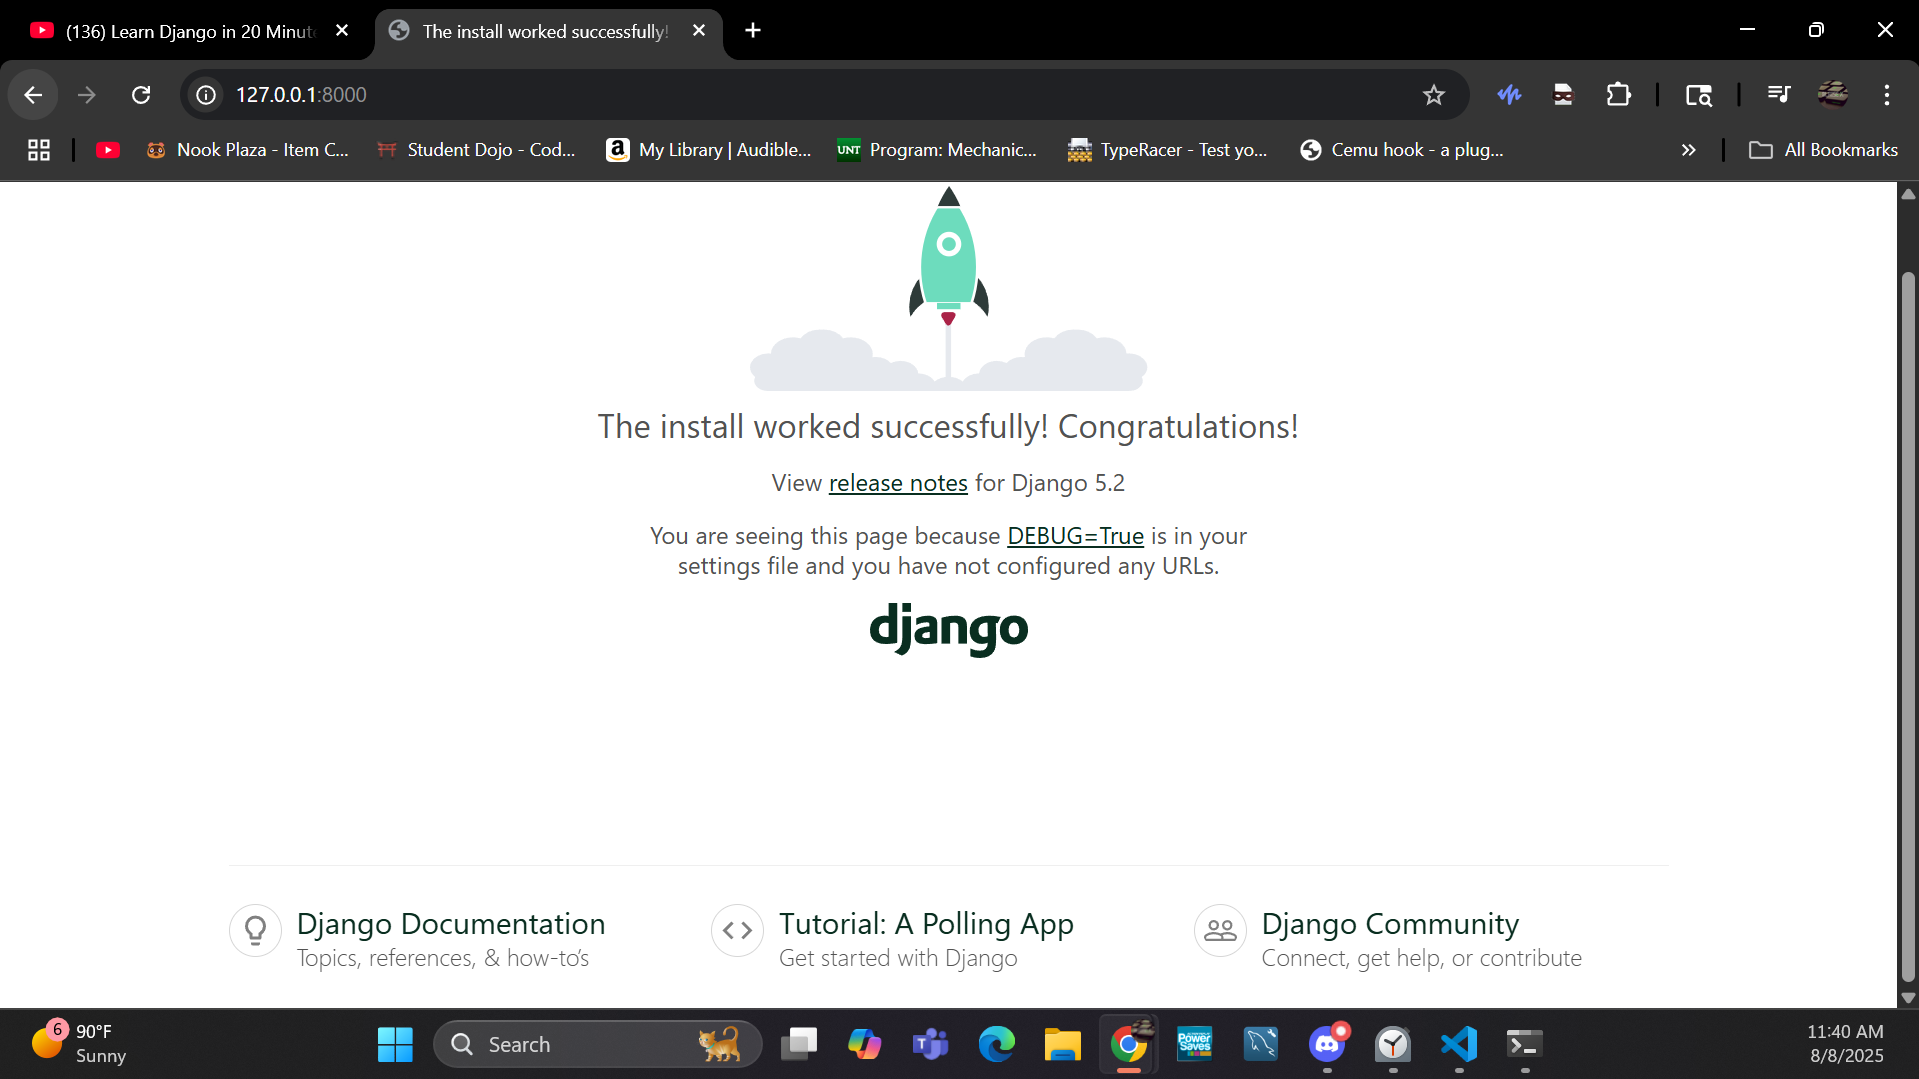 (136) Learn Django in 20 Minut
The install worked successfully!
127.0.0.1:8000
Nook Plaza - Item C...
Student Dojo - Cod...
a
My Library | Audible...
UNT
Program: Mechanic...
TypeRacer - Test yo...
Cemu hook - a plug...
All Bookmarks
The install worked successfully! Congratulations!
View release notes for Django 5.2
You are seeing this page because DEBUG=True is in your
settings file and you have not configured any URLs.
django
Django Documentation
Topics, references, & how-to’s
Tutorial: A Polling App
Get started with Django
Django Community
Connect, get help, or contribute
6
90°F
Sunny
Search
T
Power
Saves
11:40 AM
8/8/2025